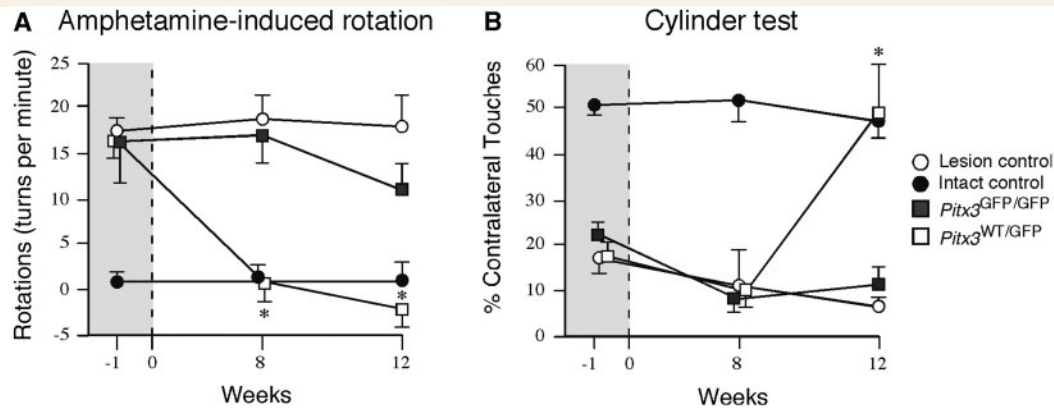 A Amphetamine-induced rotation
Rotations (turns per minute)
25
20
15
10
5
0
-5
-1 0 8 12
Weeks
*
*
B Cylinder test
% Contralateral Touches
60
50
40
30
20
10
0
-1 0 8 12
Weeks
*
Lesion control
Intact control
Pitx3GFP/GFP
Pitx3WT/GFP